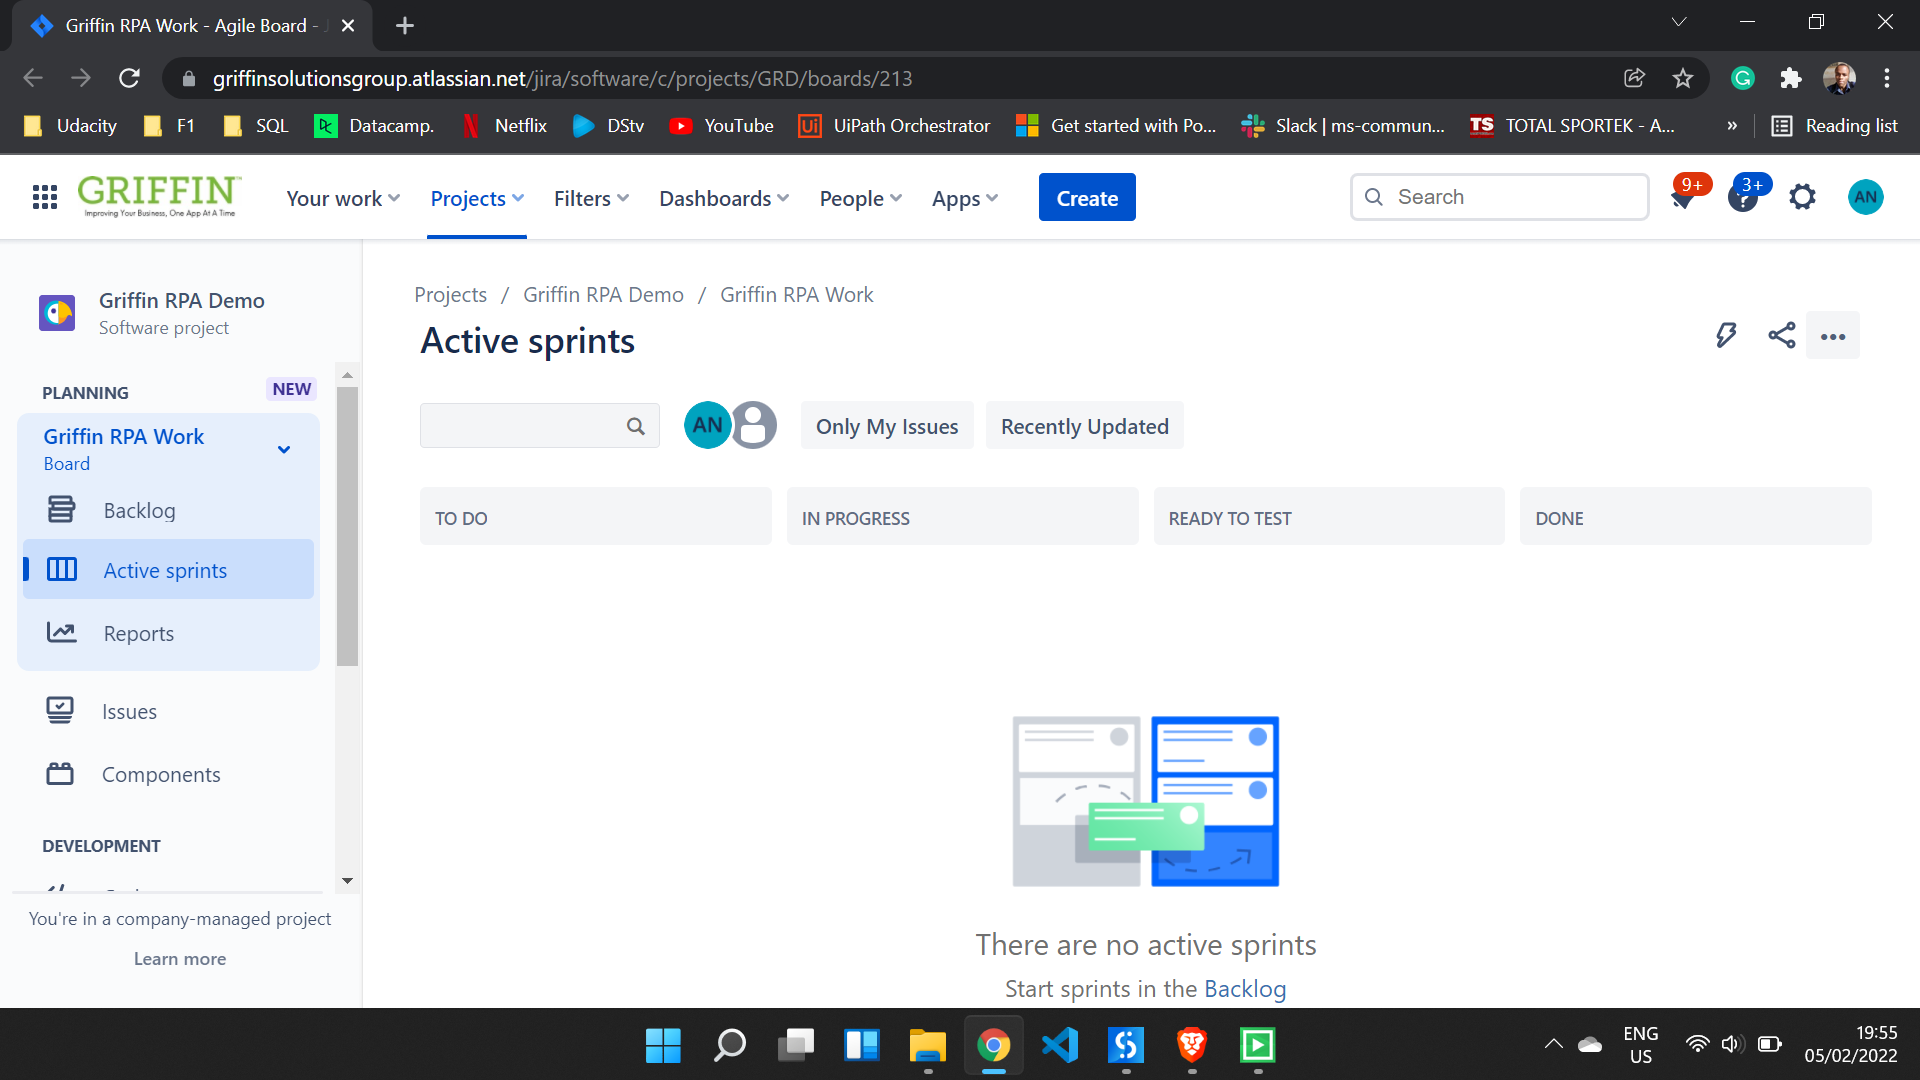 Griffin RPA Work - Agile Board -
griffinsolutionsgroup.atlassian.net/jira/software/c/projects/GRD/boards/213
Udacity F1 SQL Datacamp. Netflix DStv YouTube UiPath Orchestrator Get started with Po... Slack | ms-commun... TOTAL SPORTEK - A... » Reading list
GRIFFIN™
Improving Your Business, One App At A Time
Your work Projects Filters Dashboards People Apps Create Search 9+ 3+ AN
Griffin RPA Demo
Software project
PLANNING NEW
Griffin RPA Work
Board
Backlog
Active sprints
Reports
Issues
Components
DEVELOPMENT
You're in a company-managed project
Learn more
Projects / Griffin RPA Demo / Griffin RPA Work
Active sprints
AN Only My Issues Recently Updated
TO DO IN PROGRESS READY TO TEST DONE
There are no active sprints
Start sprints in the Backlog
ENG
US
19:55
05/02/2022